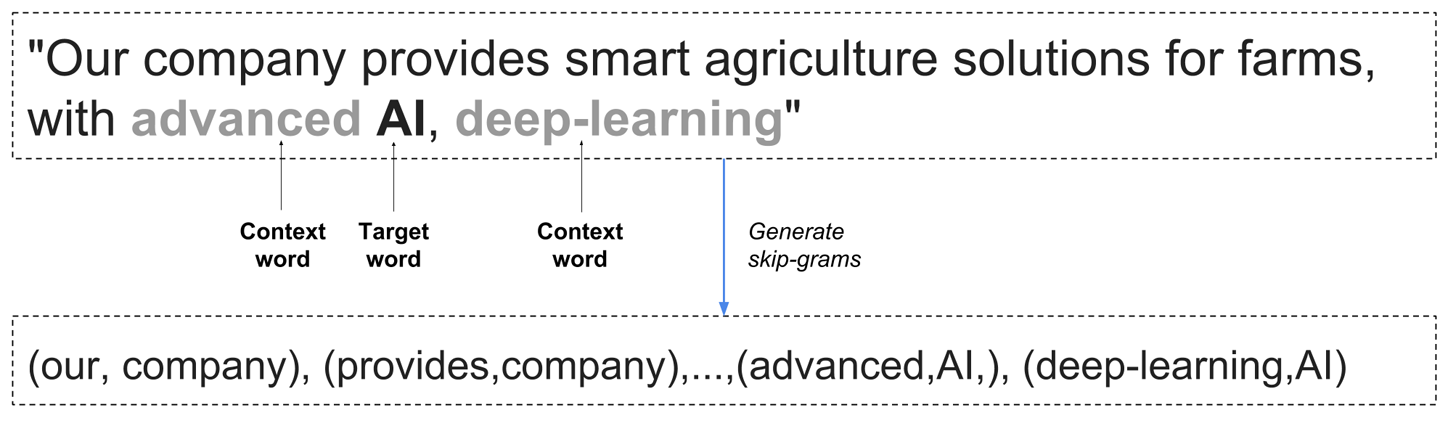 "Our company provides smart agriculture solutions for farms,
with advanced AI, deep-learning"
Context
word
Target
word
Context
word
Generate
skip-grams
(our, company), (provides,company),...,(advanced,AI,), (deep-learning,AI)